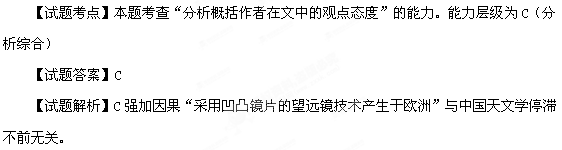 【试题考点】本题考查“分析概括作者在文中的观点态度”的能力。能力层级为 C（分
析综合）
【试题答案】C
【试题解析】C 强加因果“采用凹凸镜片的望远镜技术产生于欧洲”与中国天文学停滞
不前无关。